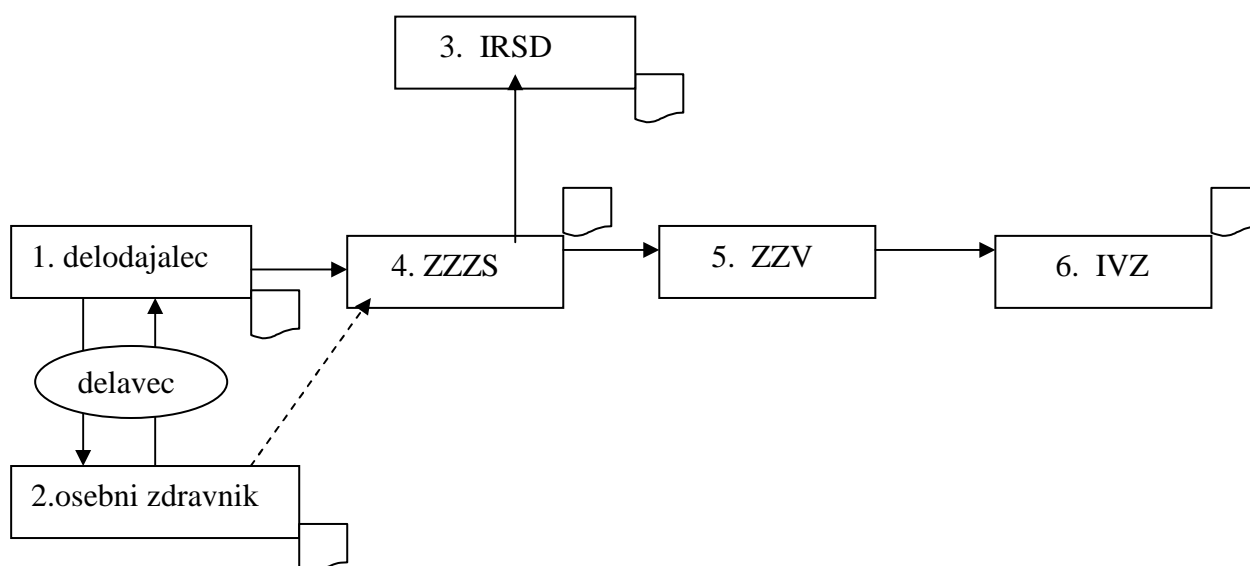 3. IRSD
1. delodajalec
4. ZZZS
5. ZZV
6. IVZ
delavec
2.osebni zdravnik